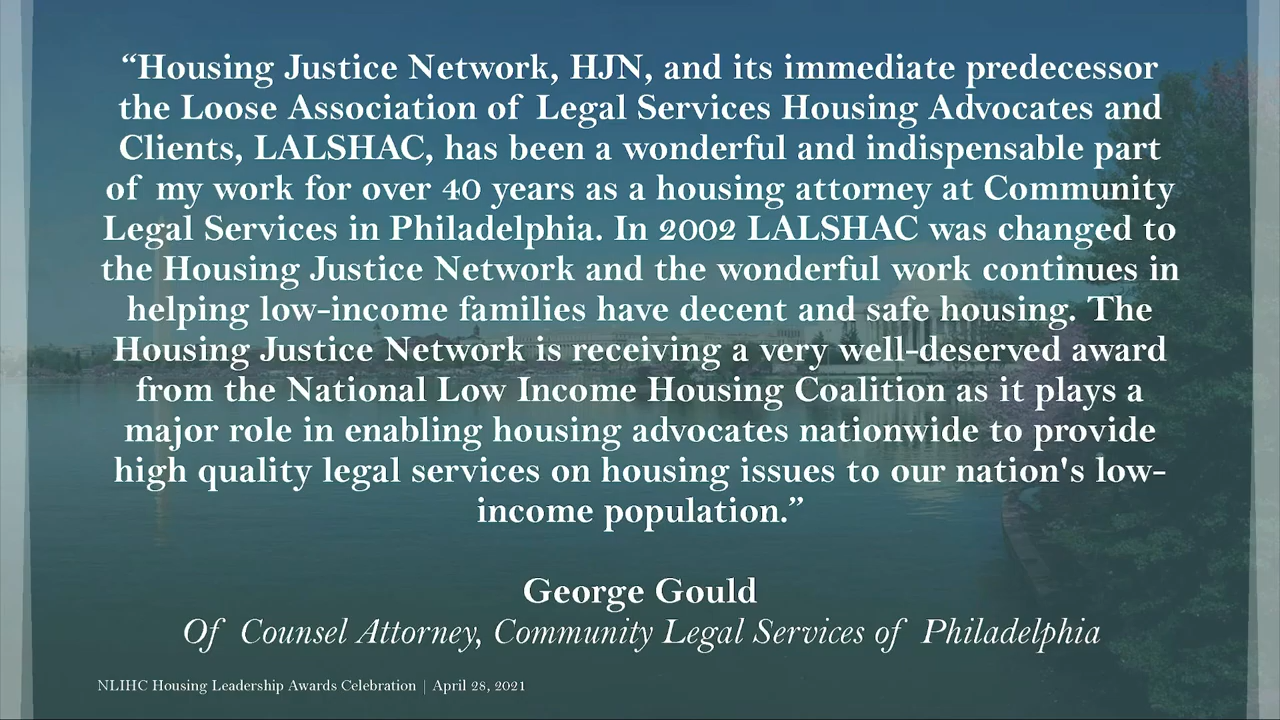 “Housing Justice Network, HJN, and its immediate predecessor
the Loose Association of Legal Services Housing Advocates and
Clients, LALSHAC, has been a wonderful and indispensable part
of my work for over 40 years as a housing attorney at Community
Legal Services in Philadelphia. In 2002 LALSHAC was changed to
the Housing Justice Network and the wonderful work continues in
helping low-income families have decent and safe housing. The
Housing Justice Network is receiving a very well-deserved award
from the National Low Income Housing Coalition as it plays a
major role in enabling housing advocates nationwide to provide
high quality legal services on housing issues to our nation's low-
income population.”
George Gould
Of Counsel Attorney, Community Legal Services of Philadelphia
NLIHC Housing Leadership Awards Celebration | April 28, 2021